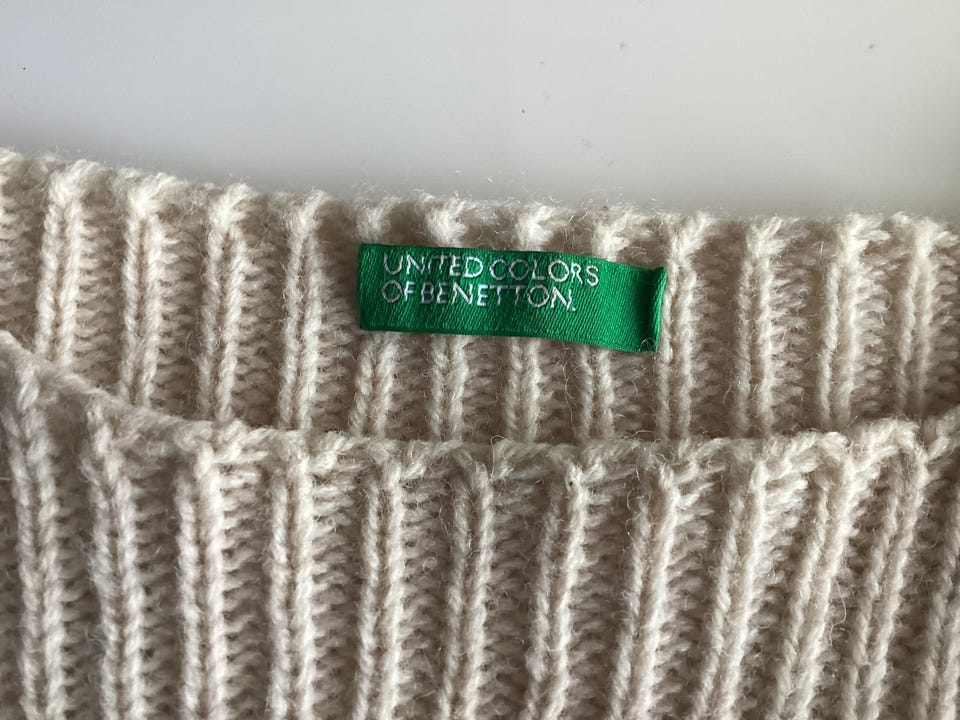 UNITED COLORS
OF BENETTON.